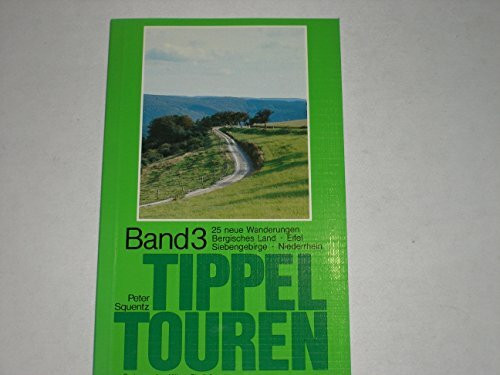 Band 3
25 neue Wanderungen
Bergisches Land · Eifel
Siebengebirge · Niederrhein
Peter
Squentz
TIPPEL
TOUREN